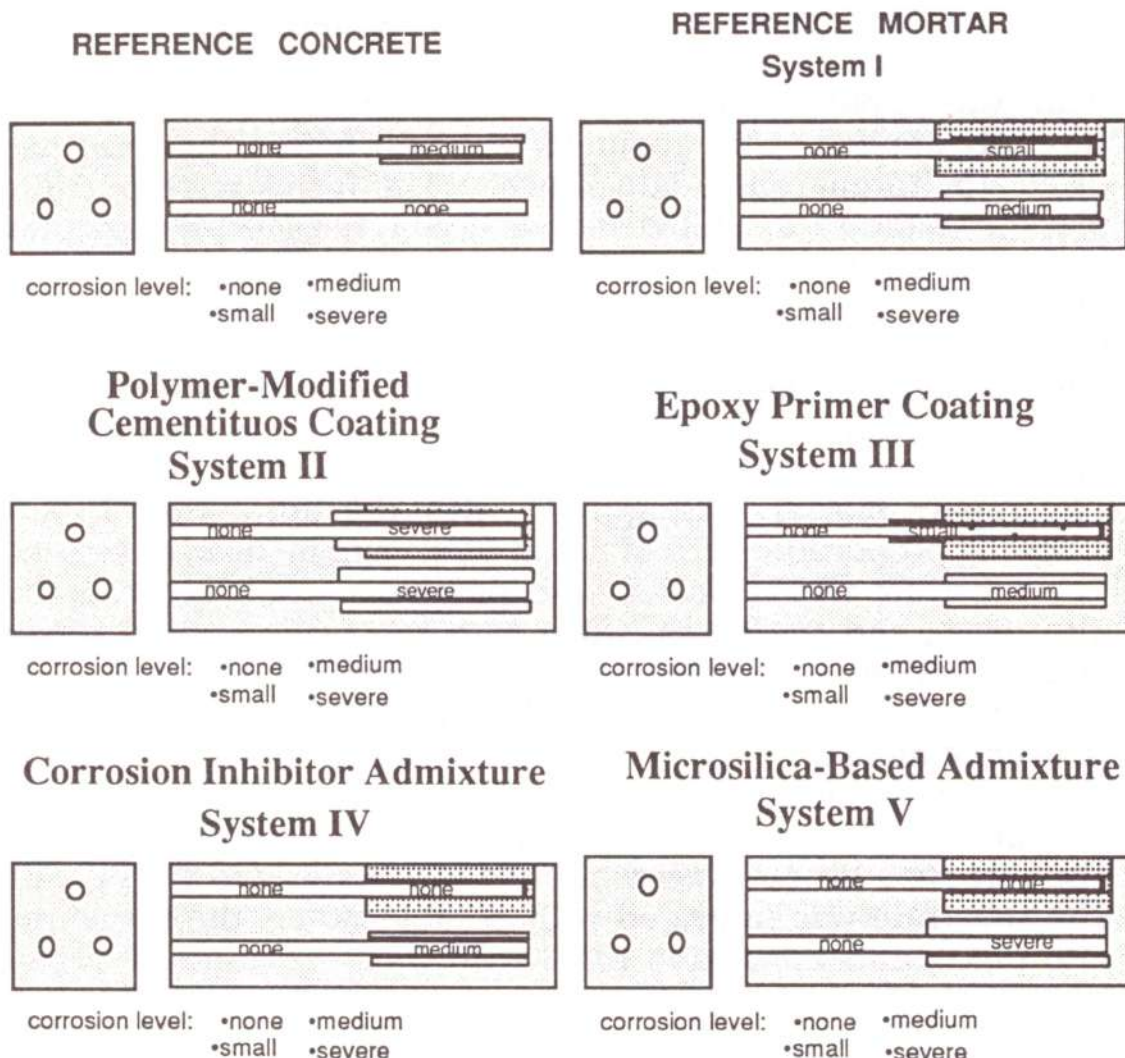 REFERENCE CONCRETE
none
medium
none
none
corrosion level: •none •medium
•small •severe
REFERENCE MORTAR
System I
none
small
none
medium
corrosion level: •none •medium
•small •severe
Polymer-Modified
Cementituos Coating
System II
none
severe
none
severe
corrosion level: •none •medium
•small •severe
Epoxy Primer Coating
System III
none
small
none
medium
corrosion level: •none •medium
•small •severe
Corrosion Inhibitor Admixture
System IV
none
none
none
medium
corrosion level: •none •medium
•small •severe
Microsilica-Based Admixture
System V
none
none
none
severe
corrosion level: •none •medium
•small •severe